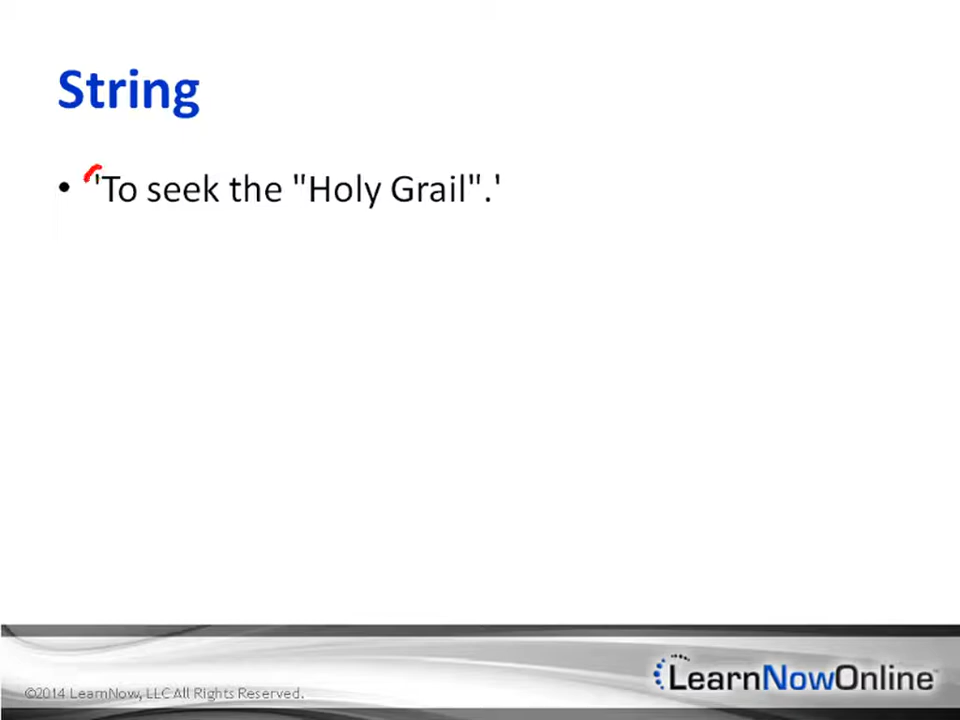 String
• 'To seek the "Holy Grail".'
©2014 LearnNow, LLC All Rights Reserved.
LearnNowOnline